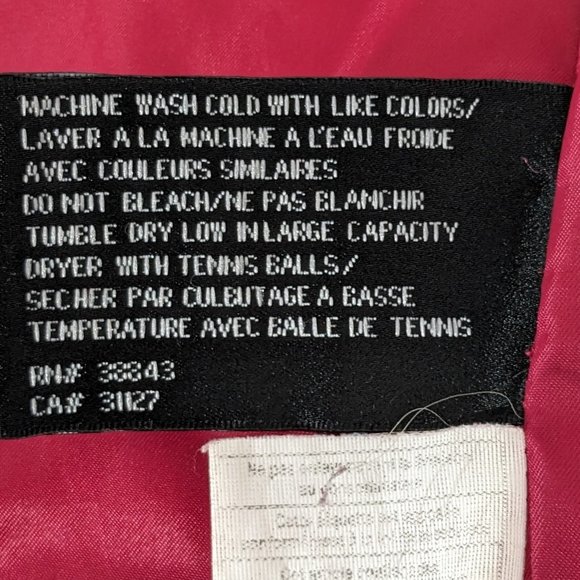 MACHINE WASH COLD WITH LIKE COLORS/
LAVER A LA MACHINE A L'EAU FROIDE
AVEC COULEURS SIMILAIRES
DO NOT BLEACH/NE PAS BLANCHIR
TUMBLE DRY LOW IN LARGE CAPACITY
DRYER WITH TENNIS BALLS/
SECHER PAR CULBUTAGE A BASSE
TEMPERATURE AVEC BALLE DE TENNIS
RN# 38843
CA# 31127
Ne pas